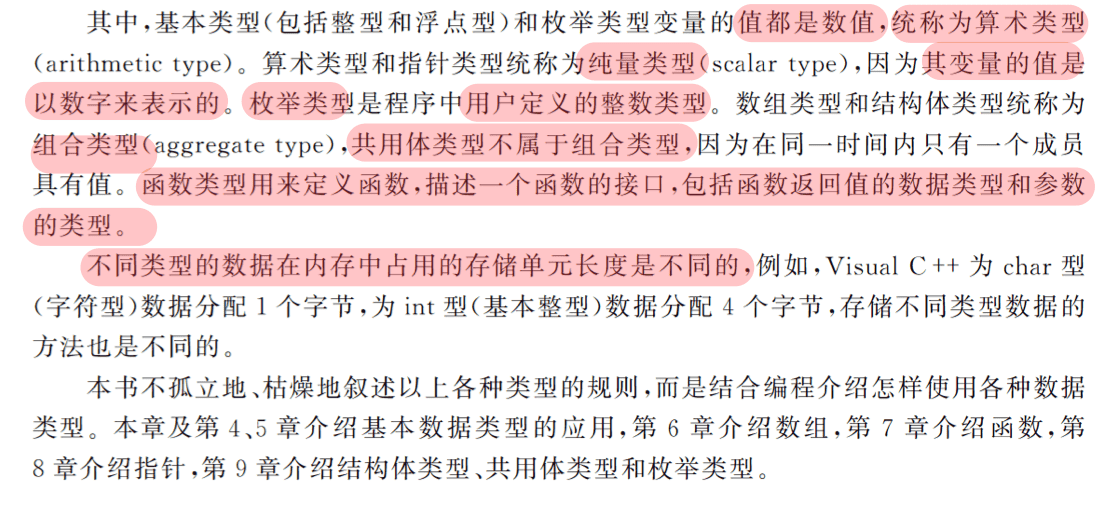 其中,基本类型(包括整型和浮点型)和枚举类型变量的值都是数值,统称为算术类型
(arithmetic type)。算术类型和指针类型统称为纯量类型(scalar type),因为其变量的值是
以数字来表示的。枚举类型是程序中用户定义的整数类型。数组类型和结构体类型统称为
组合类型(aggregate type),共用体类型不属于组合类型,因为在同一时间内只有一个成员
具有值。函数类型用来定义函数,描述一个函数的接口,包括函数返回值的数据类型和参数
的类型。
不同类型的数据在内存中占用的存储单元长度是不同的,例如,Visual C++为 char 型
(字符型)数据分配 1 个字节,为 int 型(基本整型)数据分配 4 个字节,存储不同类型数据的
方法也是不同的。
本书不孤立地、枯燥地叙述以上各种类型的规则,而是结合编程介绍怎样使用各种数据
类型。本章及第 4、5 章介绍基本数据类型的应用,第 6 章介绍数组,第 7 章介绍函数,第
8 章介绍指针,第 9 章介绍结构体类型、共用体类型和枚举类型。